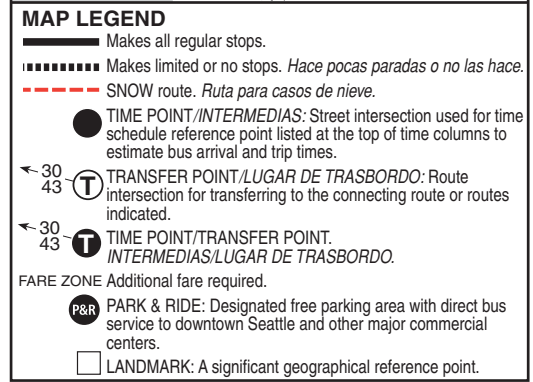 MAP LEGEND
Makes all regular stops.
Makes limited or no stops. Hace pocas paradas o no las hace.
SNOW route. Ruta para casos de nieve.
TIME POINT/INTERMEDIAS: Street intersection used for time
schedule reference point listed at the top of time columns to
estimate bus arrival and trip times.
30
43
T
TRANSFER POINT/LUGAR DE TRASBORDO: Route
intersection for transferring to the connecting route or routes
indicated.
30
43
T
TIME POINT/TRANSFER POINT.
INTERMEDIAS/LUGAR DE TRASBORDO.
FARE ZONE Additional fare required.
P&R
PARK & RIDE: Designated free parking area with direct bus
service to downtown Seattle and other major commercial
centers.
LANDMARK: A significant geographical reference point.